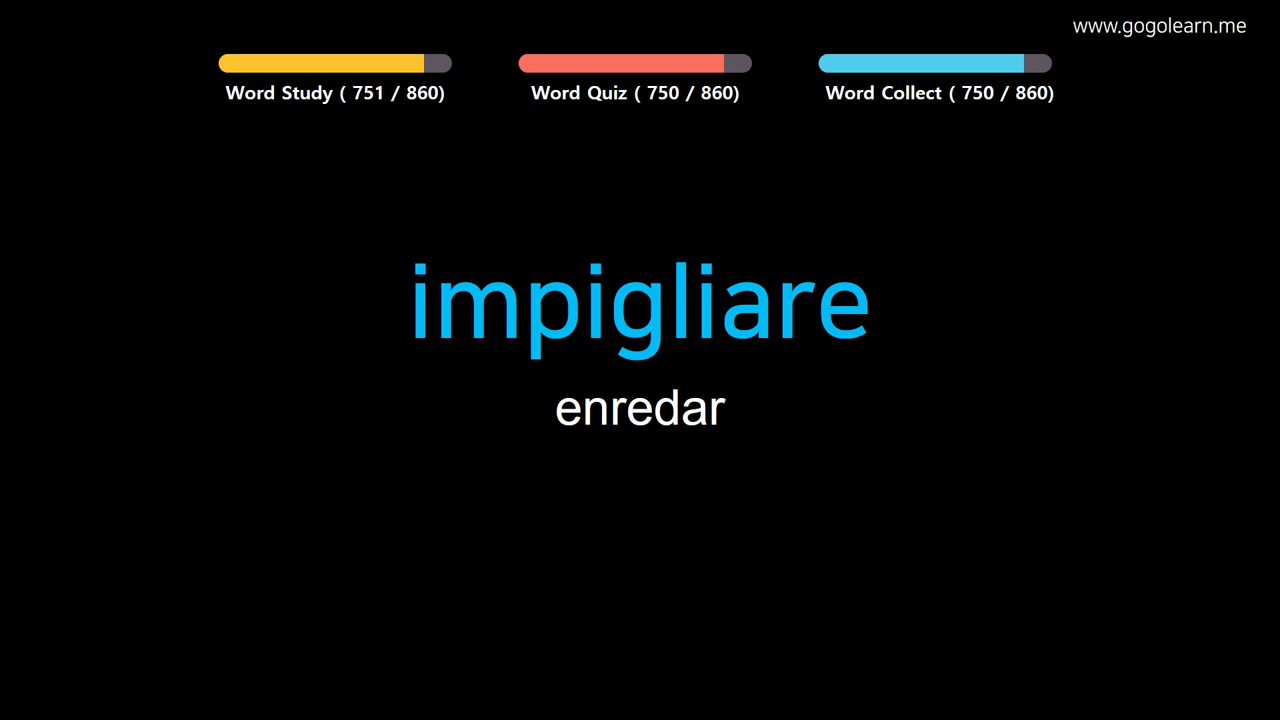 www.gogolearn.me
Word Study ( 751 / 860)
Word Quiz ( 750 / 860)
Word Collect ( 750 / 860)
impigliare
enredar